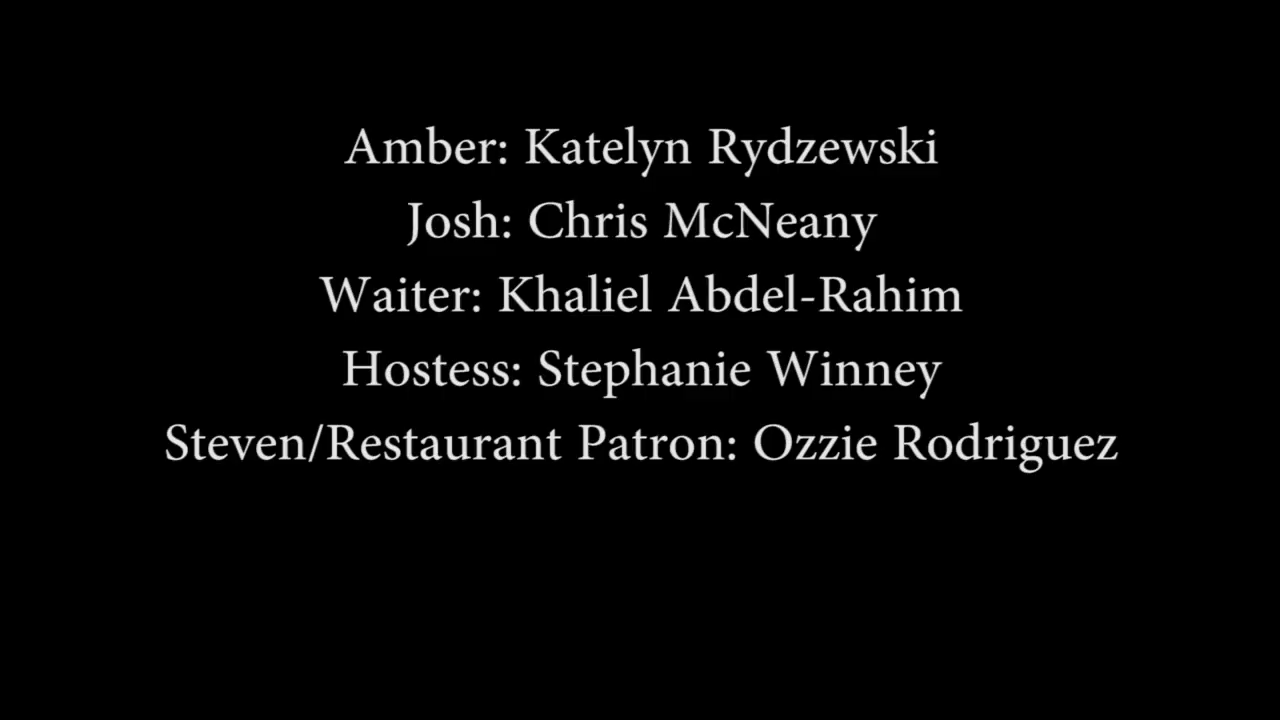 Amber: Katelyn Rydzewski
Josh: Chris McNeany
Waiter: Khaliel Abdel-Rahim
Hostess: Stephanie Winney
Steven/Restaurant Patron: Ozzie Rodriguez